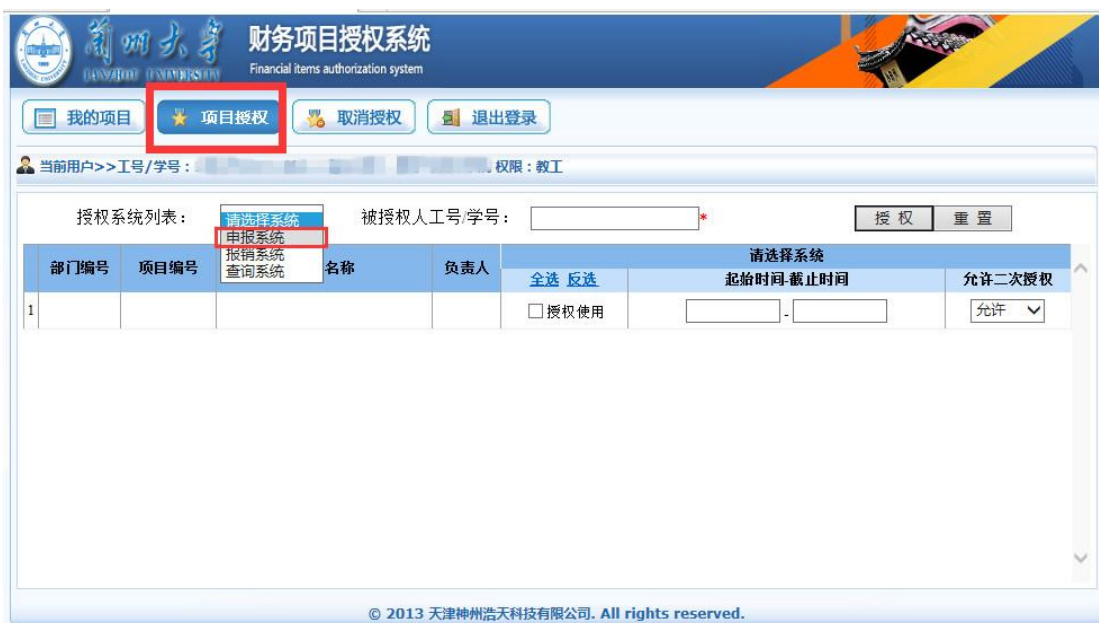 兰州大学 财务项目授权系统
LANZHOU UNIVERSITY Financial items authorization system
我的项目 项目授权 取消授权 退出登录
当前用户>>工号/学号： 权限：教工
授权系统列表： 请选择系统 被授权人工号/学号： * 授 权 重 置
申报系统
报销系统
查询系统
部门编号 项目编号 名称 负责人 请选择系统
全选 反选 起始时间-截止时间 允许二次授权
1 授权使用 - 允许
© 2013 天津神州浩天科技有限公司. All rights reserved.